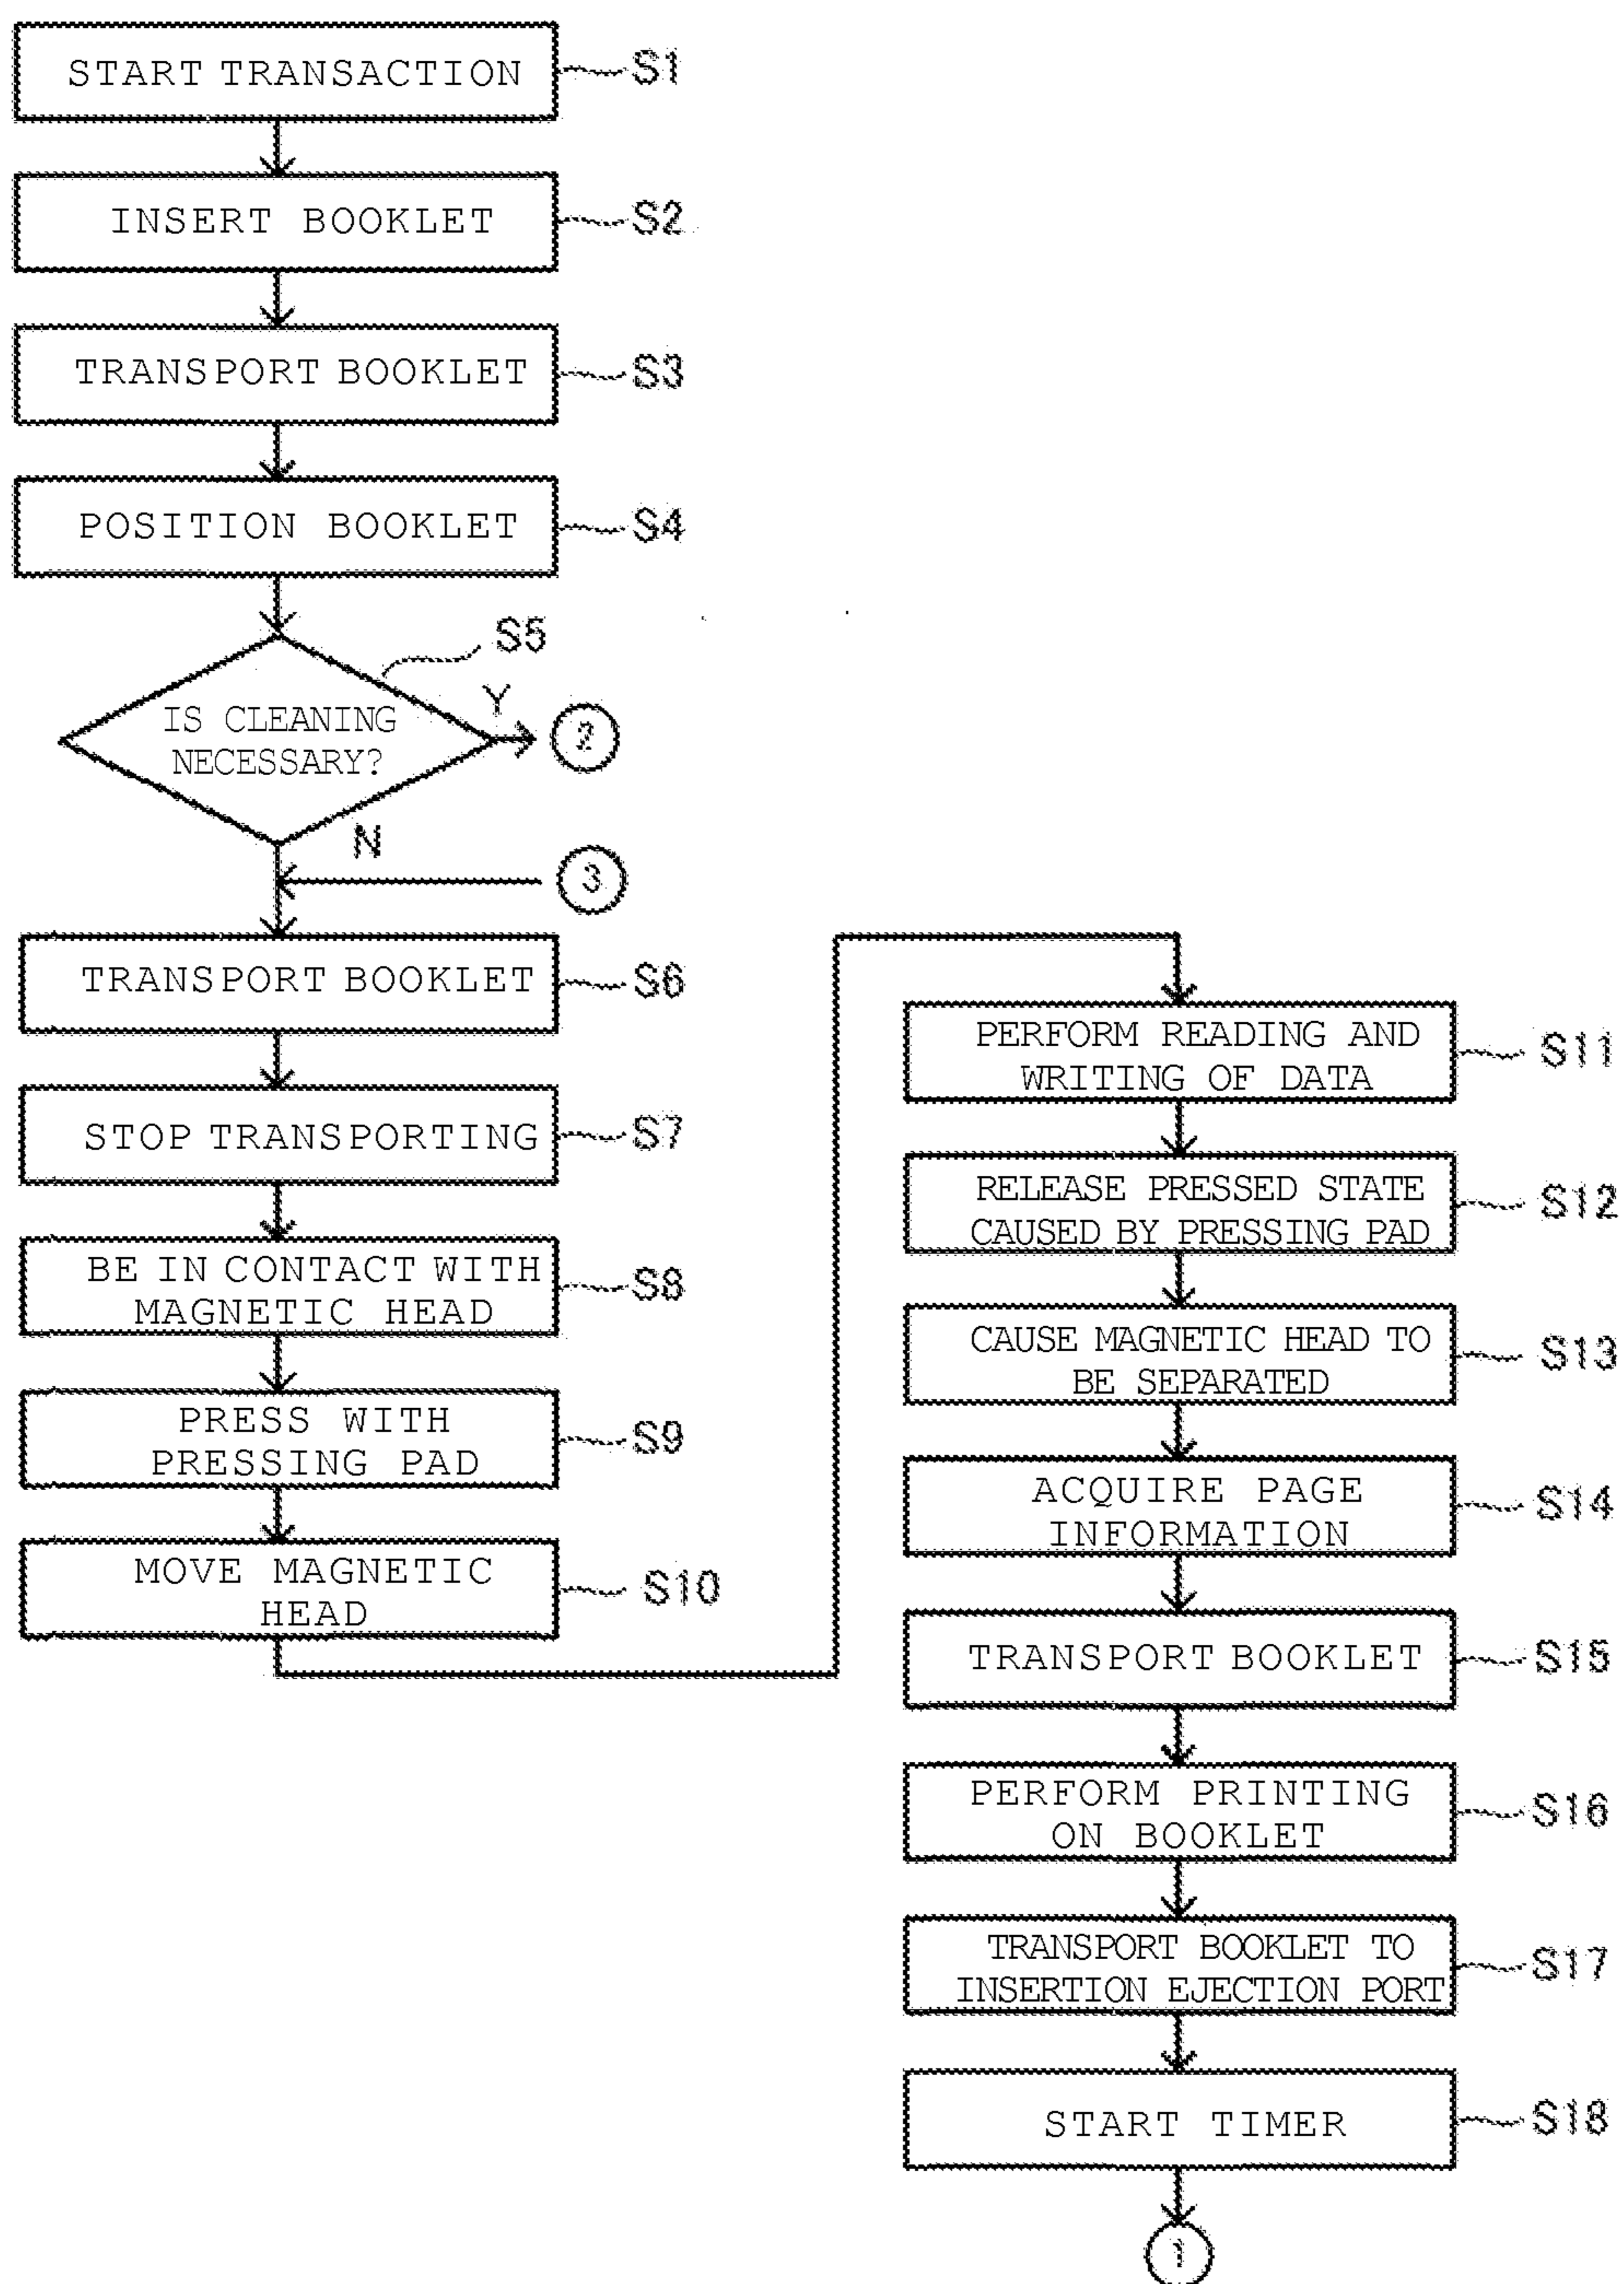 START TRANSACTION
S1
INSERT BOOKLET
S2
TRANSPORT BOOKLET
S3
POSITION BOOKLET
S4
S5
IS CLEANING
NECESSARY?
Y
2
N
3
TRANSPORT BOOKLET
S6
STOP TRANSPORTING
S7
BE IN CONTACT WITH
MAGNETIC HEAD
S8
PRESS WITH
PRESSING PAD
S9
MOVE MAGNETIC
HEAD
S10
PERFORM READING AND
WRITING OF DATA
S11
RELEASE PRESSED STATE
CAUSED BY PRESSING PAD
S12
CAUSE MAGNETIC HEAD TO
BE SEPARATED
S13
ACQUIRE PAGE
INFORMATION
S14
TRANSPORT BOOKLET
S15
PERFORM PRINTING
ON BOOKLET
S16
TRANSPORT BOOKLET TO
INSERTION EJECTION PORT
S17
START TIMER
S18
1